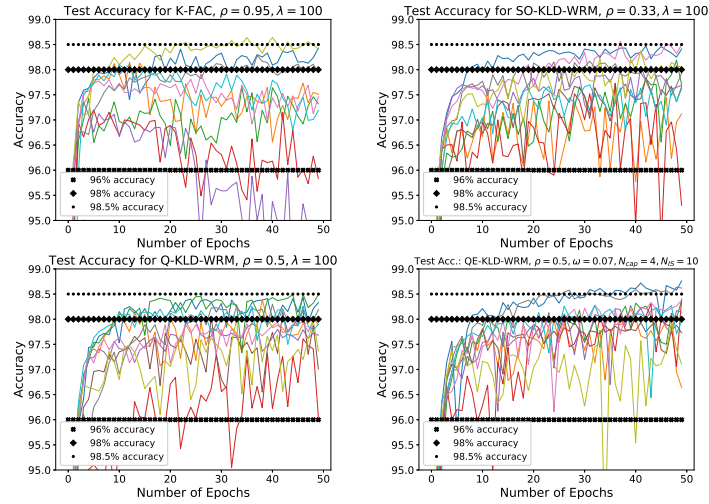 Test Accuracy for K-FAC, ρ = 0.95, λ = 100
99.0
98.5
98.0
97.5
97.0
96.5
96.0
95.5
95.0
Accuracy
96% accuracy
98% accuracy
98.5% accuracy
0 10 20 30 40 50
Number of Epochs
Test Accuracy for SO-KLD-WRM, ρ = 0.33, λ = 100
99.0
98.5
98.0
97.5
97.0
96.5
96.0
95.5
95.0
Accuracy
96% accuracy
98% accuracy
98.5% accuracy
0 10 20 30 40 50
Number of Epochs
Test Accuracy for Q-KLD-WRM, ρ = 0.5, λ = 100
99.0
98.5
98.0
97.5
97.0
96.5
96.0
95.5
95.0
Accuracy
96% accuracy
98% accuracy
98.5% accuracy
0 10 20 30 40 50
Number of Epochs
Test Acc.: QE-KLD-WRM, ρ = 0.5, ω = 0.07, N_cap = 4, N_IS = 10
99.0
98.5
98.0
97.5
97.0
96.5
96.0
95.5
95.0
Accuracy
96% accuracy
98% accuracy
98.5% accuracy
0 10 20 30 40 50
Number of Epochs